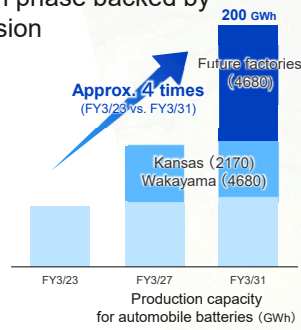 n phase backed by
sion
200 GWh
Future factories
(4680)
Approx. 4 times
(FY3/23 vs. FY3/31)
Kansas (2170)
Wakayama (4680)
FY3/23
FY3/27
FY3/31
Production capacity
for automobile batteries (GWh)